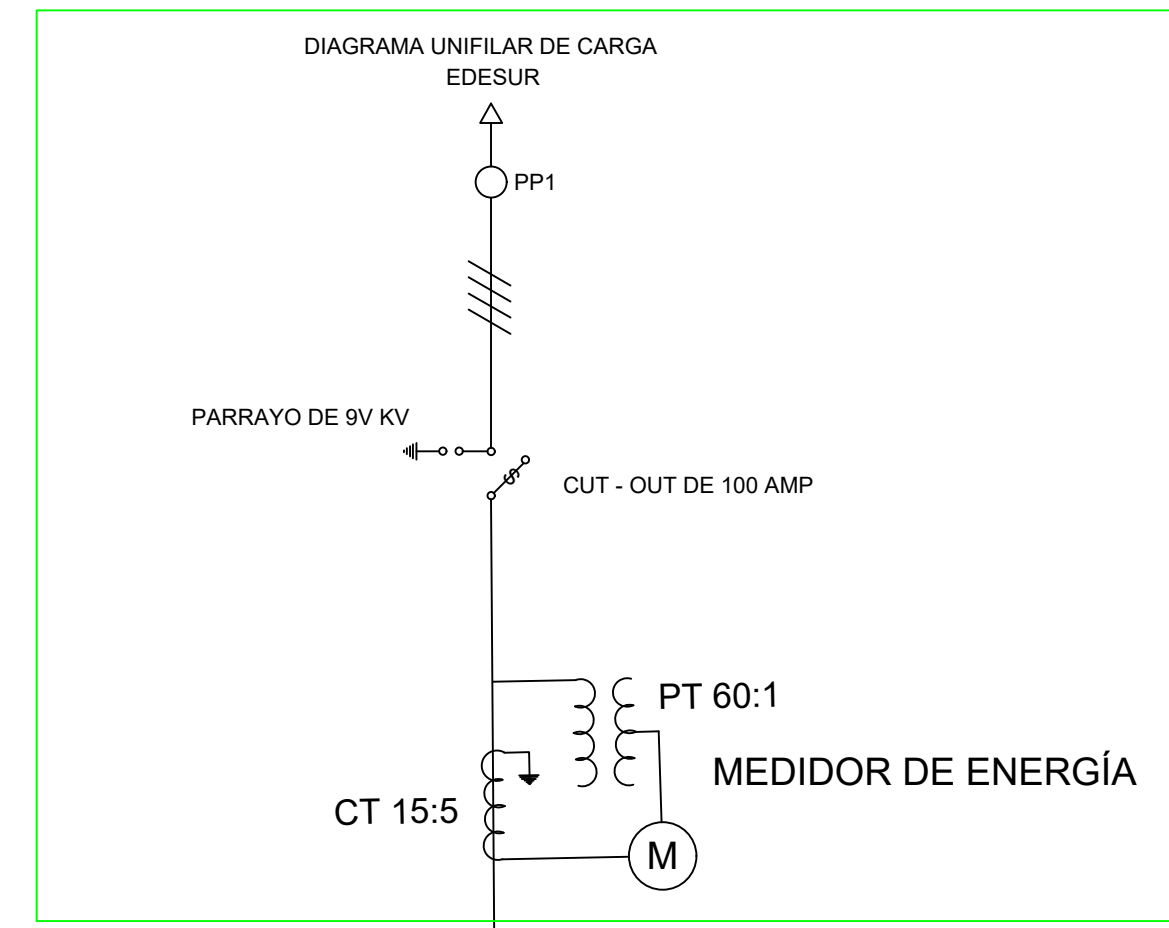 DIAGRAMA UNIFILAR DE CARGA
EDESUR
PP1
PARRAYO DE 9V KV
CUT - OUT DE 100 AMP
PT 60:1
MEDIDOR DE ENERGÍA
CT 15:5
M